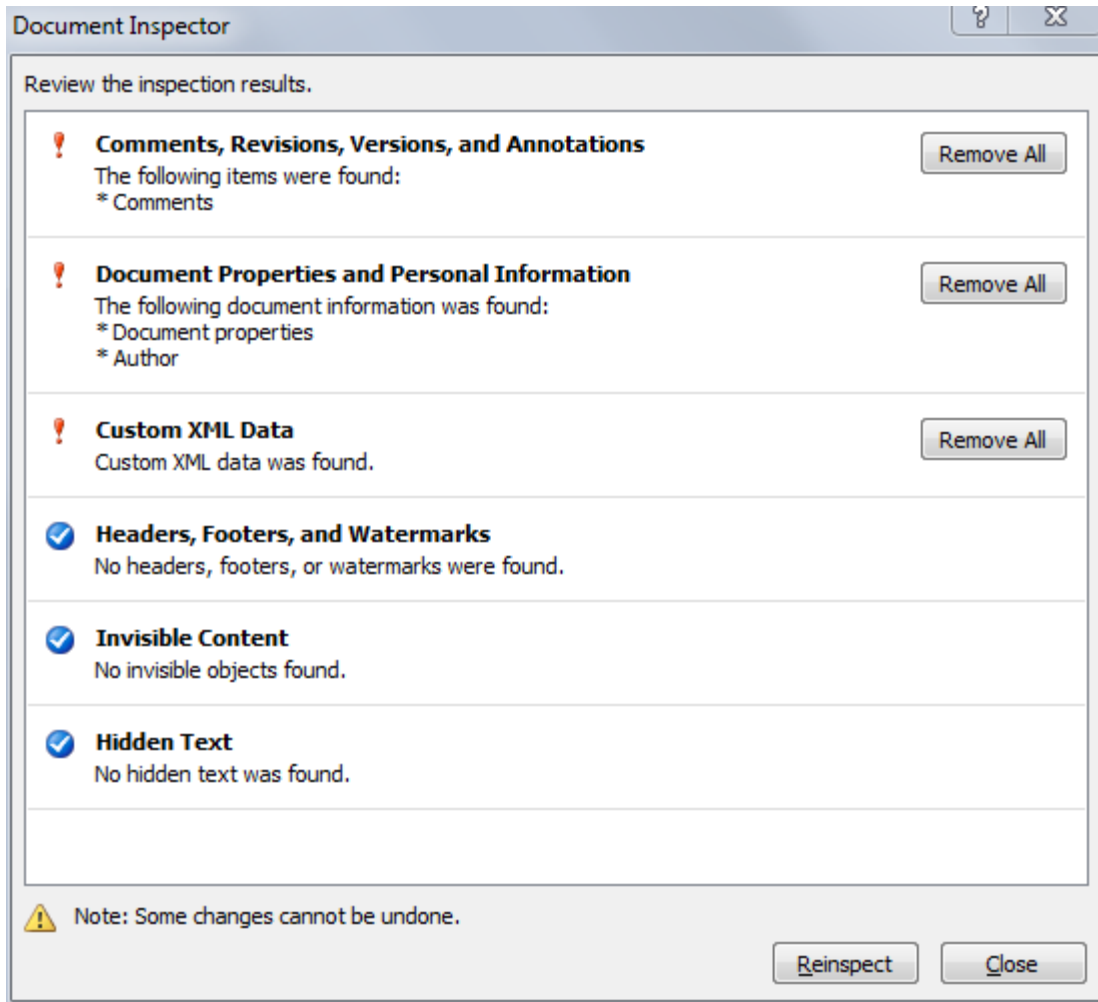 Document Inspector
Review the inspection results.
Comments, Revisions, Versions, and Annotations
Remove All
The following items were found:
* Comments
Document Properties and Personal Information
Remove All
The following document information was found:
* Document properties
* Author
Custom XML Data
Remove All
Custom XML data was found.
Headers, Footers, and Watermarks
No headers, footers, or watermarks were found.
Invisible Content
No invisible objects found.
Hidden Text
No hidden text was found.
Note: Some changes cannot be undone.
Reinspect
Close